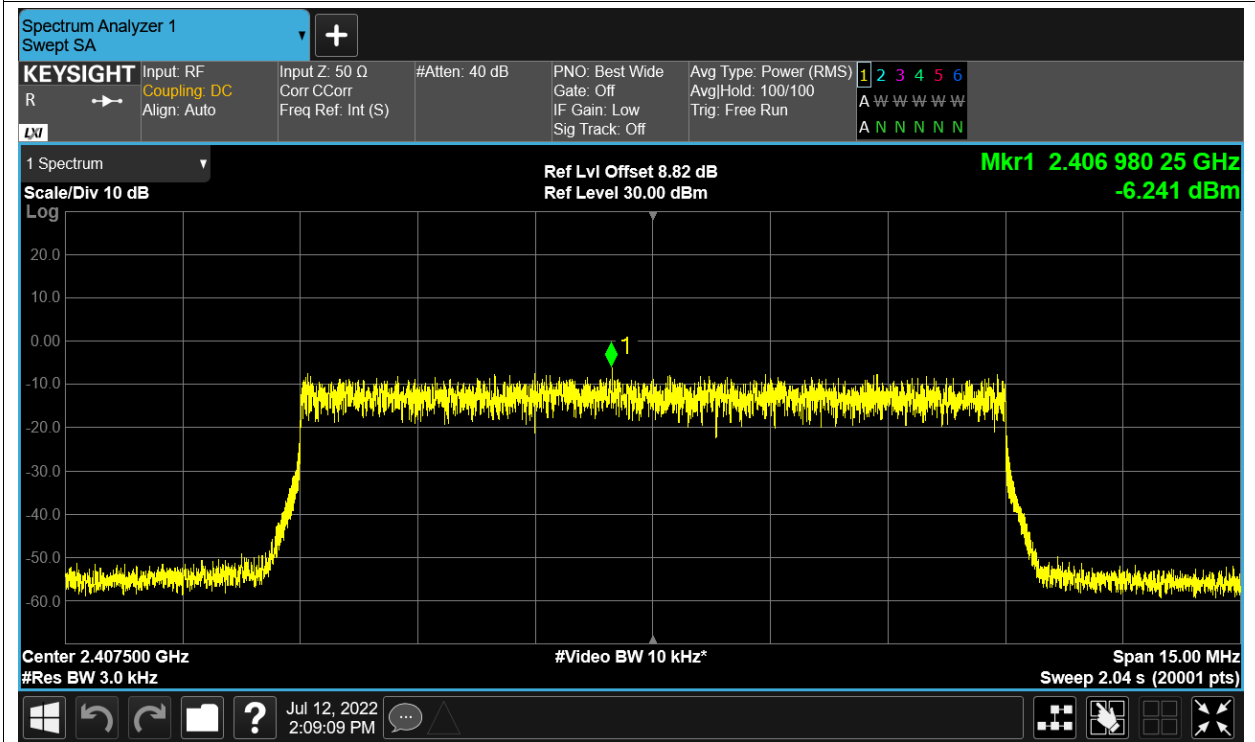 Spectrum Analyzer 1
Swept SA
+
KEYSIGHT
R
LXI
Input: RF
Coupling: DC
Align: Auto
Input Z: 50 Ω
Corr CCorr
Freq Ref: Int (S)
#Atten: 40 dB
PNO: Best Wide
Gate: Off
IF Gain: Low
Sig Track: Off
Avg Type: Power (RMS)
Avg|Hold: 100/100
Trig: Free Run
1 2 3 4 5 6
A W W W W W
A N N N N N
1 Spectrum
Scale/Div 10 dB
Log
Ref Lvl Offset 8.82 dB
Ref Level 30.00 dBm
Mkr1 2.406 980 25 GHz
-6.241 dBm
20.0
10.0
0.00
1
-10.0
-20.0
-30.0
-40.0
-50.0
-60.0
Center 2.407500 GHz
#Res BW 3.0 kHz
#Video BW 10 kHz*
Span 15.00 MHz
Sweep 2.04 s (20001 pts)
?
Jul 12, 2022
2:09:09 PM